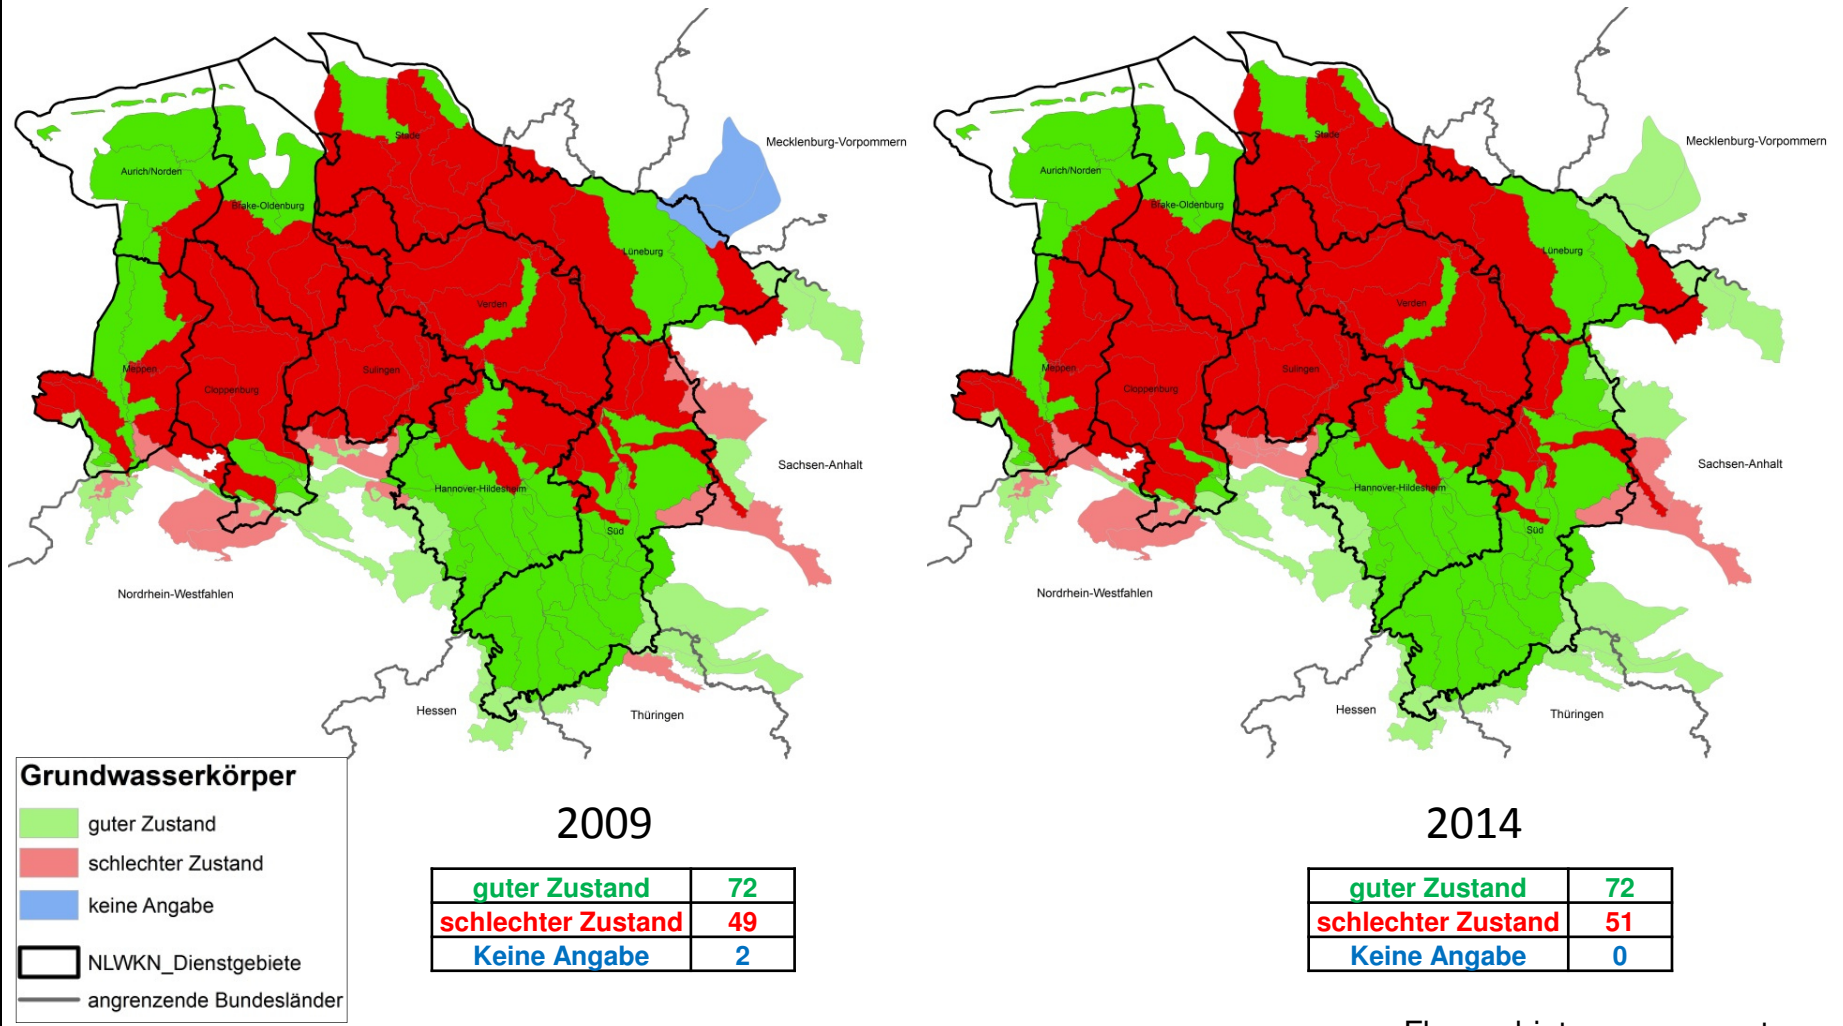 Mecklenburg-Vorpommern
Stade
Aurich/Norden
Brake-Oldenburg
Lüneburg
Verden
Meppen
Cloppenburg
Sulingen
Sachsen-Anhalt
Hannover-Hildesheim
Süd
Nordrhein-Westfahlen
Hessen
Thüringen
Mecklenburg-Vorpommern
Stade
Aurich/Norden
Brake-Oldenburg
Lüneburg
Verden
Meppen
Cloppenburg
Sulingen
Sachsen-Anhalt
Hannover-Hildesheim
Süd
Nordrhein-Westfahlen
Hessen
Thüringen
Grundwasserkörper
guter Zustand
schlechter Zustand
keine Angabe
NLWKN_Dienstgebiete
angrenzende Bundesländer
2009
guter Zustand 72
schlechter Zustand 49
Keine Angabe 2
2014
guter Zustand 72
schlechter Zustand 51
Keine Angabe 0